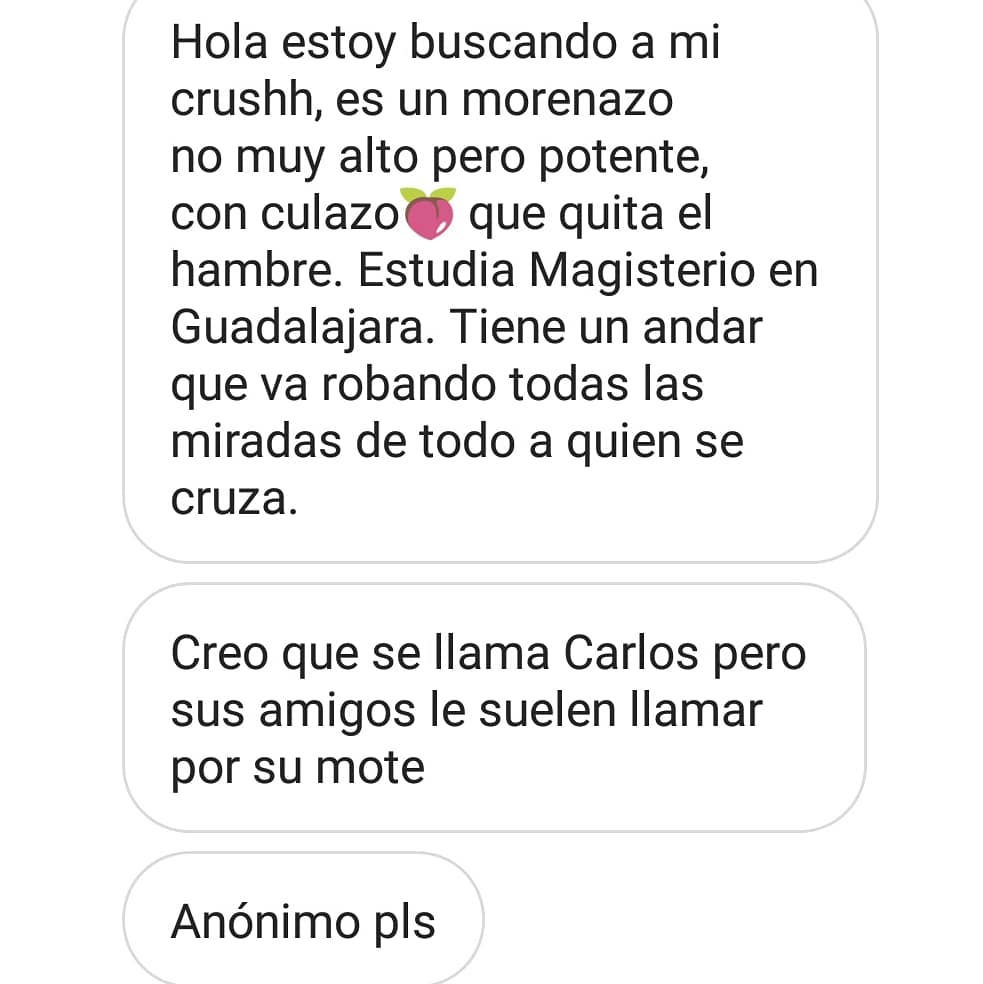 Hola estoy buscando a mi
crushh, es un morenazo
no muy alto pero potente,
con culazo🍑 que quita el
hambre. Estudia Magisterio en
Guadalajara. Tiene un andar
que va robando todas las
miradas de todo a quien se
cruza.
Creo que se llama Carlos pero
sus amigos le suelen llamar
por su mote
Anónimo pls